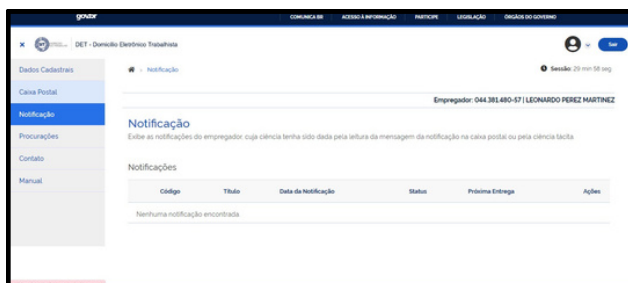 govbr COMUNICA BR ACESSO À INFORMAÇÃO PARTICIPE LEGISLAÇÃO ÓRGÃOS DO GOVERNO
DET - Domicílio Eletrônico Trabalhista
Sair
Dados Cadastrais
Notificação
Sessão: 29 min 58 seg
Caixa Postal
Empregador: 044.381.480-57 | LEONARDO PEREZ MARTINEZ
Notificação
Notificação
Exibe as notificações do empregador cuja ciência tenha sido dada pela leitura da mensagem da notificação na caixa postal ou pela ciência tácita.
Procurações
Contato
Notificações
Manual
Código Título Data da Notificação Status Próxima Entrega Ações
Nenhuma notificação encontrada